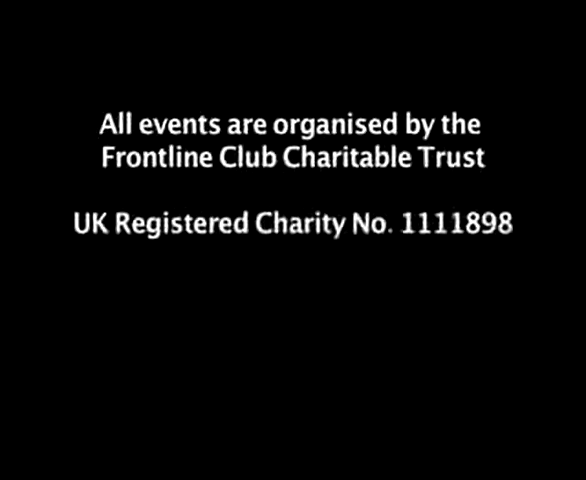 All events are organised by the
Frontline Club Charitable Trust
UK Registered Charity No. 1111898